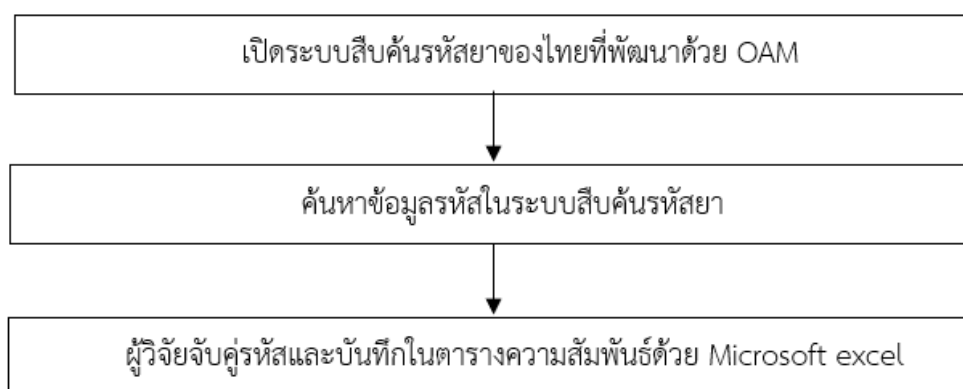 เปิดระบบสืบค้นรหัสยาของไทยที่พัฒนาด้วย OAM
ค้นหาข้อมูลรหัสในระบบสืบค้นรหัสยา
ผู้วิจัยจับคู่รหัสและบันทึกในตารางความสัมพันธ์ด้วย Microsoft excel